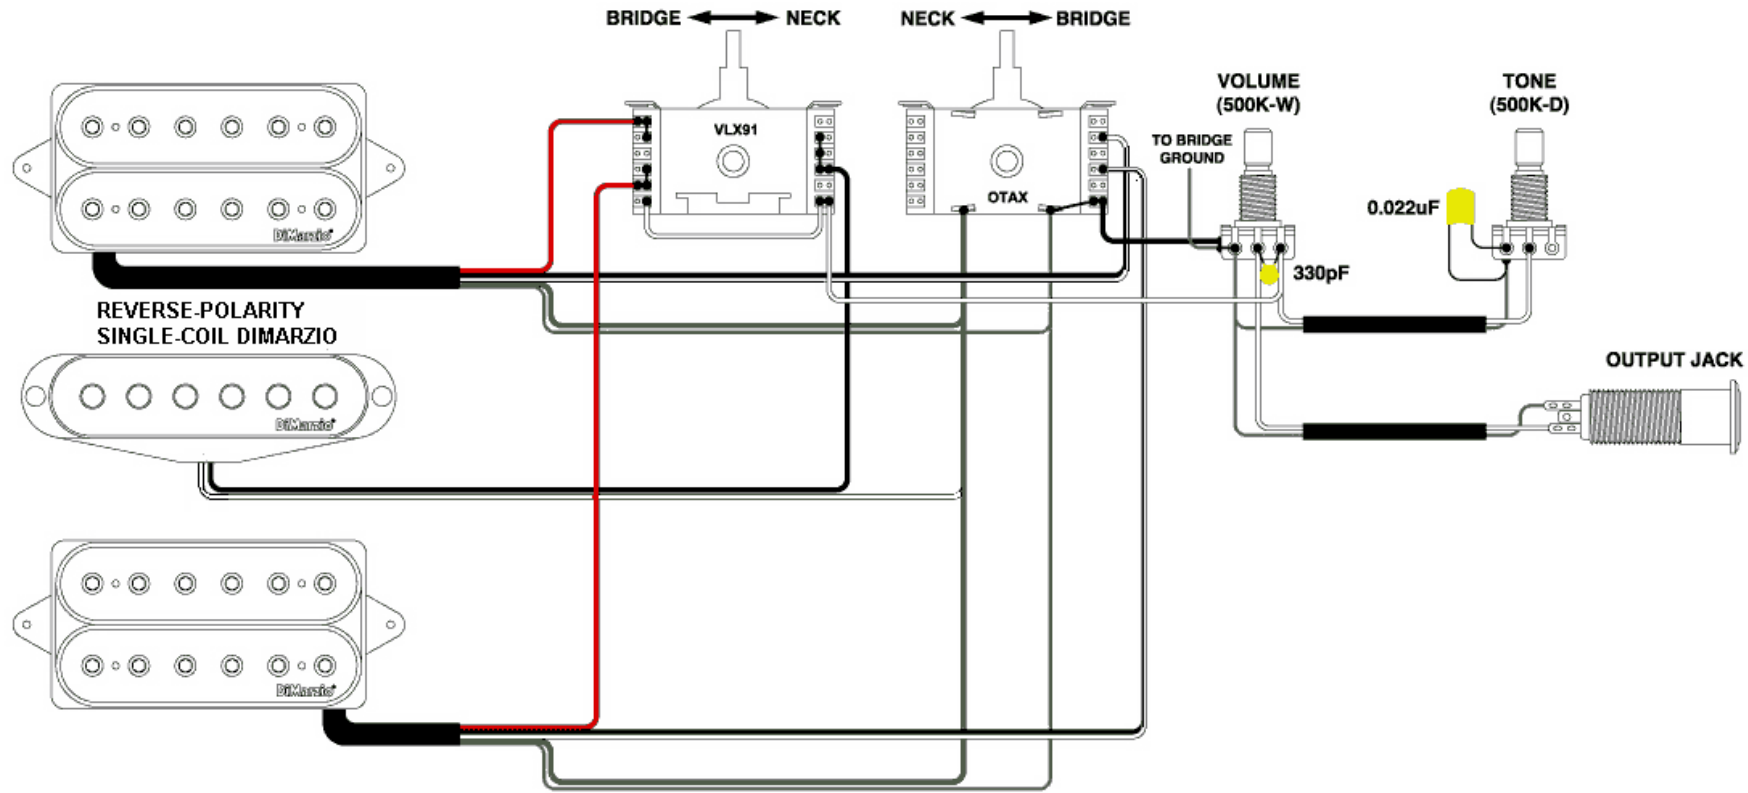 BRIDGE NECK
NECK BRIDGE
VOLUME
(500K-W)
TONE
(500K-D)
VLX91
TO BRIDGE
GROUND
OTAX
0.022uF
DiMarzio
330pF
REVERSE-POLARITY
SINGLE-COIL DIMARZIO
OUTPUT JACK
DiMarzio
DiMarzio